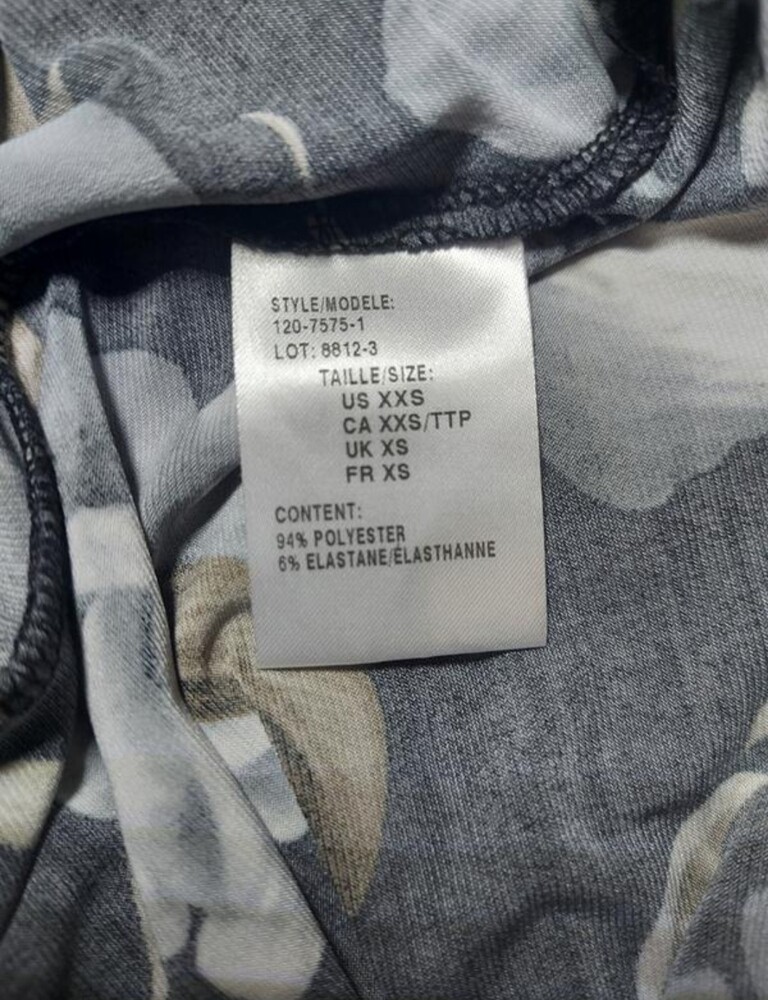 STYLE/MODELE:
120-7575-1
LOT: 8812-3
TAILLE/SIZE:
US XXS
CA XXS/TTP
UK XS
FR XS
CONTENT:
94% POLYESTER
6% ELASTANE/ÉLASTHANNE